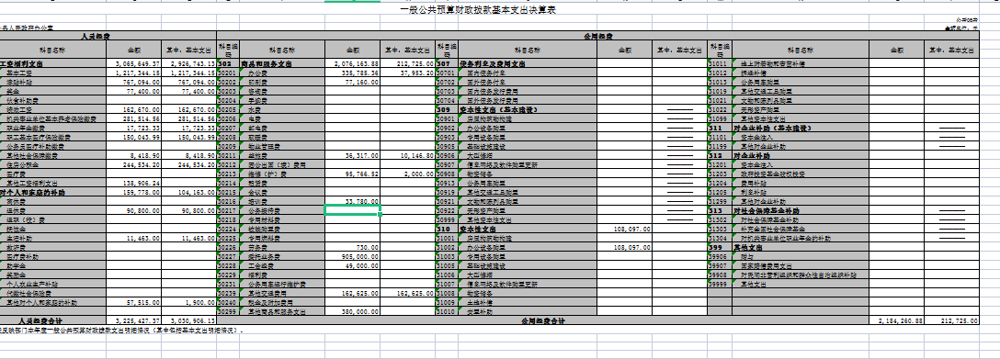 一般公共预算财政拨款基本支出决算表
公开06表
县人民政府办公室 金额单位：元
人员经费 公用经费
科目名称 金额 其中：基本支出 科目编码 科目名称 金额 其中：基本支出 科目编码 科目名称 金额 其中：基本支出 科目编码 科目名称 金额 其中：基本支出
工资福利支出 3,065,649.37 2,926,743.13 302 商品和服务支出 2,076,163.88 212,725.00 307 债务利息及费用支出 31011 地上附着物和青苗补偿
基本工资 1,217,344.15 1,217,344.15 30201 办公费 335,785.36 37,953.20 30701 国内债务付息 31012 拆迁补偿
津贴补贴 767,094.00 767,094.00 30202 印刷费 77,160.00 30702 国外债务付息 31013 公务用车购置
奖金 77,400.00 77,400.00 30203 咨询费 30703 国内债务发行费用 31019 其他交通工具购置
伙食补助费 30204 手续费 30704 国外债务发行费用 31021 文物和陈列品购置
绩效工资 162,670.00 162,670.00 30205 水费 309 资本性支出（基本建设） —— 31022 无形资产购置
机关事业单位基本养老保险缴费 281,514.56 281,514.56 30206 电费 30901 房屋建筑物购建 —— 31099 其他资本性支出
职业年金缴费 17,723.33 17,723.33 30207 邮电费 30902 办公设备购置 —— 311 对企业补助（基本建设） ——
职工基本医疗保险缴费 150,043.99 150,043.99 30208 取暖费 30903 专用设备购置 —— 31101 资本金注入 ——
公务员医疗补助缴费 30209 物业管理费 30905 基础设施建设 —— 31199 其他对企业补助 ——
其他社会保障缴费 8,418.90 8,418.90 30211 差旅费 36,317.00 10,146.80 30906 大型修缮 —— 312 对企业补助
住房公积金 244,534.20 244,534.20 30212 因公出国（境）费用 30907 信息网络及软件购置更新 —— 31201 资本金注入
医疗费 30213 维修（护）费 95,766.52 2,000.00 30908 物资储备 —— 31203 政府投资基金股权投资
其他工资福利支出 138,906.24 30214 租赁费 30913 公务用车购置 —— 31204 费用补贴
对个人和家庭的补助 159,778.00 104,163.00 30215 会议费 30919 其他交通工具购置 —— 31205 利息补贴
离休费 30216 培训费 33,780.00 30921 文物和陈列品购置 —— 31299 其他对企业补助
退休费 90,800.00 90,800.00 30217 公务接待费 30922 无形资产购置 —— 313 对社会保障基金补助 ——
退职（役）费 30218 专用材料费 30999 其他资本性支出 —— 31302 对社会保险基金补助 ——
抚恤金 30224 被装购置费 310 资本性支出 108,097.00 31303 补充全国社会保障基金 ——
生活补助 11,463.00 11,463.00 30225 专用燃料费 31001 房屋建筑物购建 31304 对机关事业单位职业年金的补助 ——
救济费 30226 劳务费 730.00 31002 办公设备购置 108,097.00 399 其他支出
医疗费补助 30227 委托业务费 905,000.00 31003 专用设备购置 39906 赠与
助学金 30228 工会经费 49,000.00 31005 基础设施建设 39907 国家赔偿费用支出
奖励金 30229 福利费 31006 大型修缮 39908 对民间非营利组织和群众性自治组织补贴
个人农业生产补贴 30231 公务用车运行维护费 31007 信息网络及软件购置更新 39999 其他支出
代缴社会保险费 30239 其他交通费用 162,625.00 162,625.00 31008 物资储备
其他对个人和家庭的补助 57,515.00 1,900.00 30240 税金及附加费用 31009 土地补偿
30299 其他商品和服务支出 380,000.00 31010 安置补助
人员经费合计 3,225,427.37 3,030,906.13 公用经费合计 2,184,260.88 212,725.00
反映部门本年度一般公共预算财政拨款支出明细情况（其中包括基本支出明细情况）.